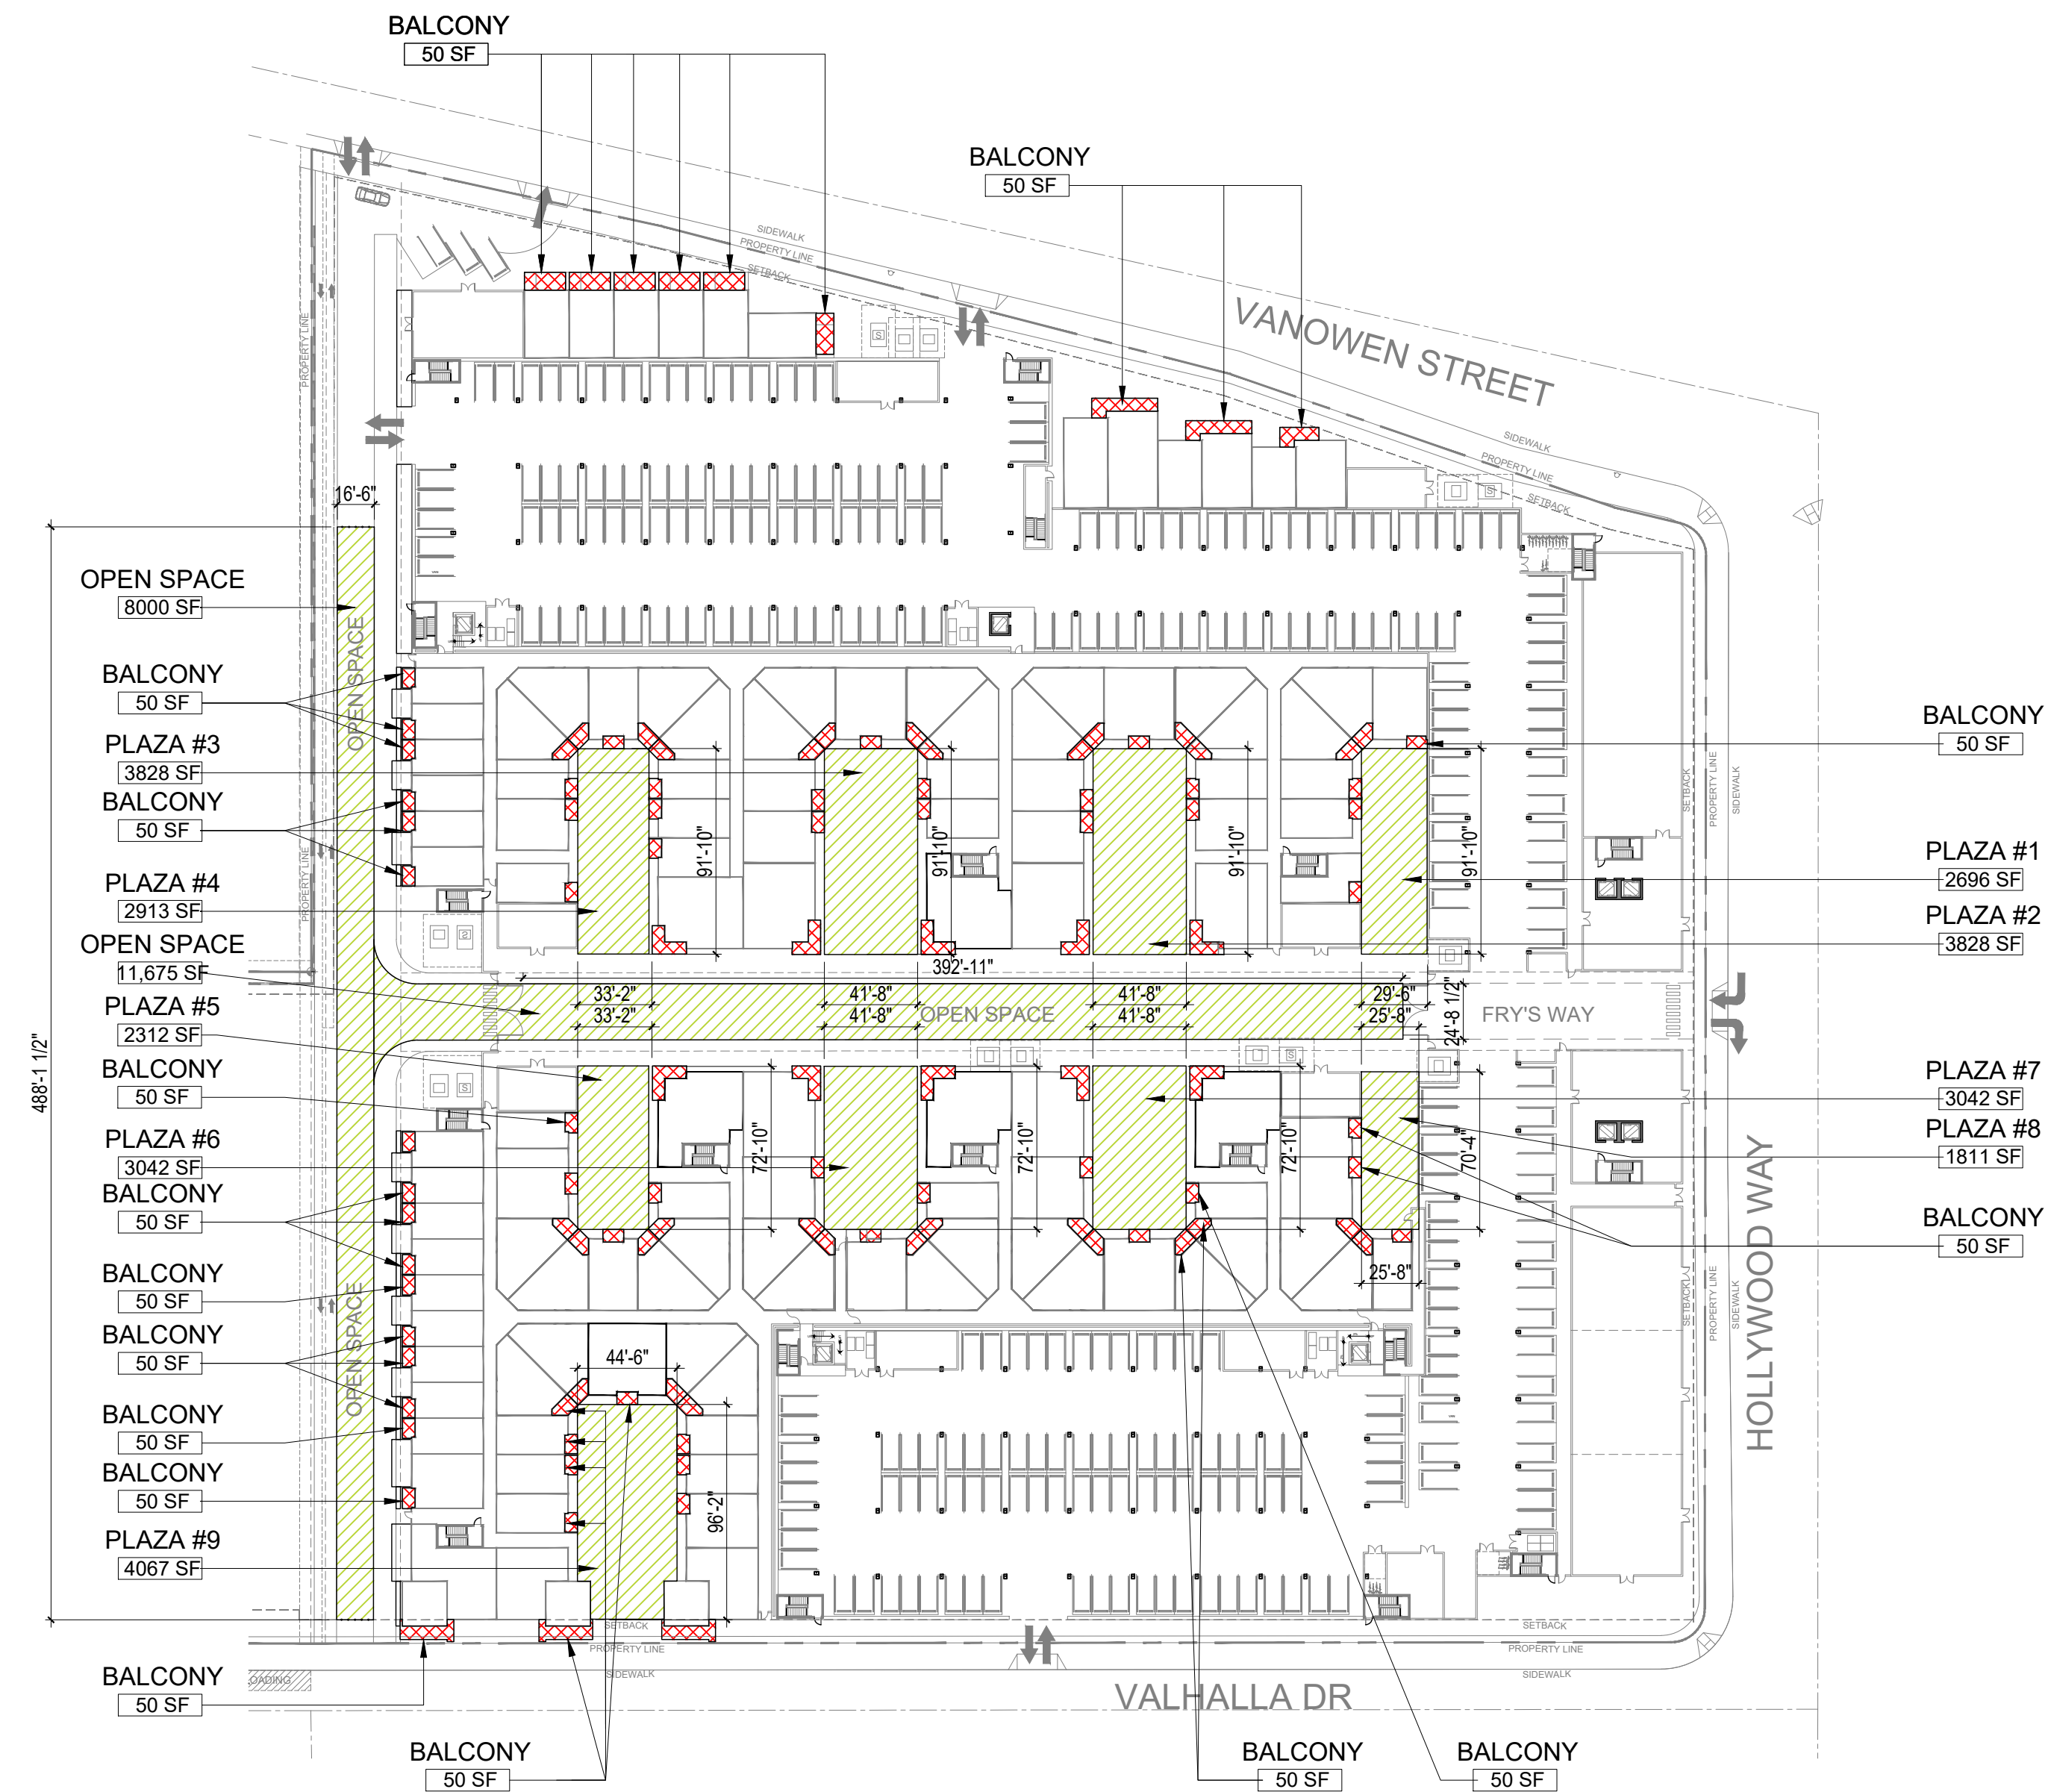 BALCONY
50 SF
BALCONY
50 SF
SIDEWALK
PROPERTY LINE
SETBACK
VANOWEN STREET
SIDEWALK
PROPERTY LINE
SETBACK
PROPERTY LINE
S
S
16'-6"
488'-1 1/2"
OPEN SPACE
8000 SF
OPEN SPACE
BALCONY
50 SF
PLAZA #3
3828 SF
BALCONY
50 SF
PLAZA #4
2913 SF
OPEN SPACE
11,675 SF
PLAZA #5
2312 SF
BALCONY
50 SF
PLAZA #6
3042 SF
BALCONY
50 SF
BALCONY
50 SF
BALCONY
50 SF
BALCONY
50 SF
BALCONY
50 SF
PLAZA #9
4067 SF
BALCONY
50 SF
PROPERTY LINE
PROPERTY LINE
OPEN SPACE
S
S
91'-10"
91'-10"
91'-10"
91'-10"
392'-11"
33'-2"
41'-8"
41'-8"
29'-6"
33'-2"
41'-8"
OPEN SPACE
41'-8"
25'-8"
24'-8 1/2"
FRY'S WAY
S
72'-10"
72'-10"
72'-10"
70'-4"
25'-8"
44'-6"
96'-2"
BALCONY
50 SF
SETBACK
PROPERTY LINE
SIDEWALK
PLAZA #1
2696 SF
PLAZA #2
3828 SF
PLAZA #7
3042 SF
PLAZA #8
1811 SF
BALCONY
50 SF
HOLLYWOOD WAY
SETBACK
PROPERTY LINE
SIDEWALK
SETBACK
PROPERTY LINE
SIDEWALK
SETBACK
PROPERTY LINE
SIDEWALK
OADING
VALHALLA DR
BALCONY
50 SF
BALCONY
50 SF
BALCONY
50 SF